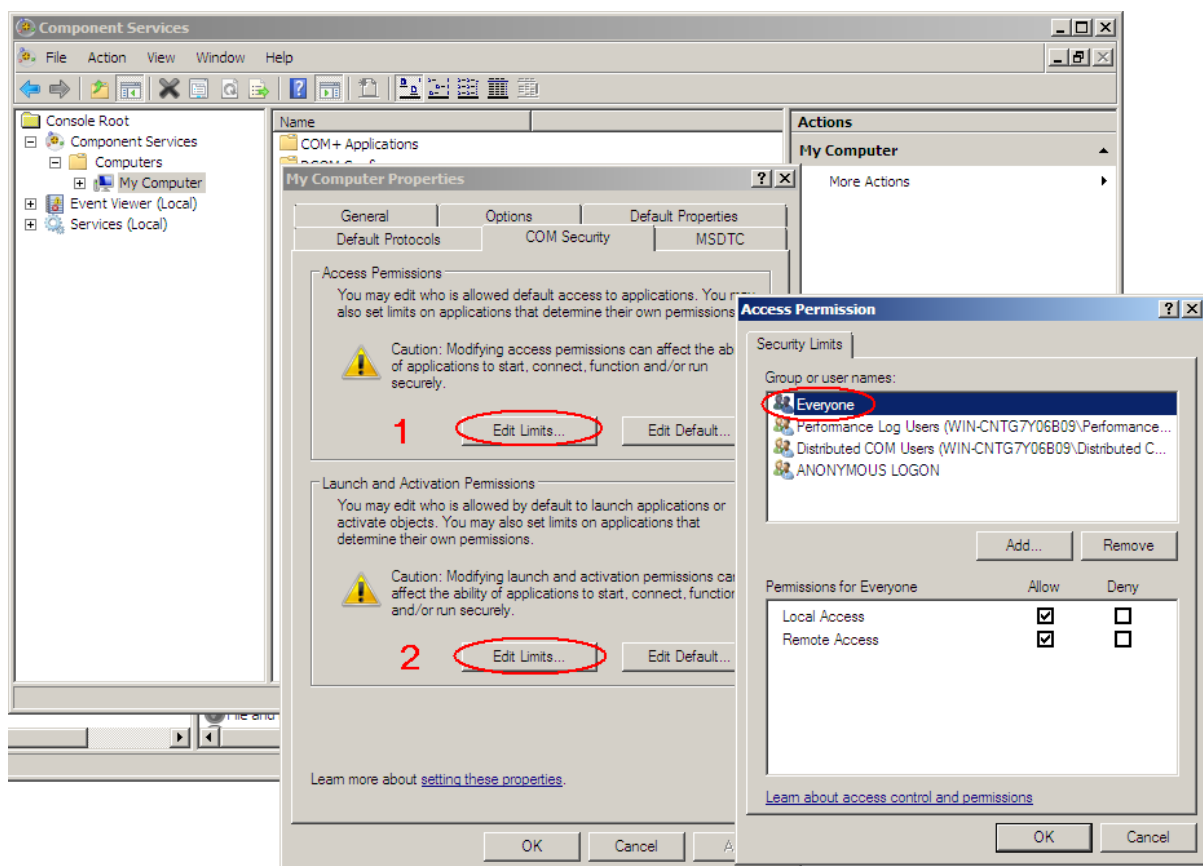 Component Services
File Action View Window Help
Console Root
Component Services
Computers
My Computer
Event Viewer (Local)
Services (Local)
Name
COM+ Applications
Actions
My Computer
More Actions
My Computer Properties
General Options Default Properties
Default Protocols COM Security MSDTC
Access Permissions
You may edit who is allowed default access to applications. You may
also set limits on applications that determine their own permissions
Caution: Modifying access permissions can affect the ab
of applications to start, connect, function and/or run
securely.
1 Edit Limits... Edit Default...
Launch and Activation Permissions
You may edit who is allowed by default to launch applications or
activate objects. You may also set limits on applications that
determine their own permissions.
Caution: Modifying launch and activation permissions ca
affect the ability of applications to start, connect, function
and/or run securely.
2 Edit Limits... Edit Default...
Learn more about setting these properties.
OK Cancel A
Access Permission
Security Limits
Group or user names:
Everyone
Performance Log Users (WIN-CNTG7Y06B09\Performance...
Distributed COM Users (WIN-CNTG7Y06B09\Distributed C...
ANONYMOUS LOGON
Add... Remove
Permissions for Everyone Allow Deny
Local Access
Remote Access
Learn about access control and permissions
OK Cancel